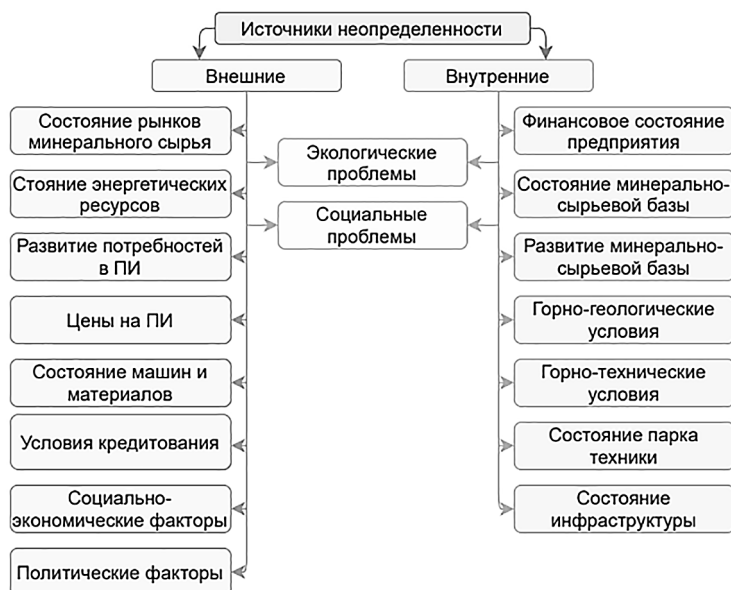 Источники неопределенности
Внешние
Внутренние
Состояние рынков
минерального сырья
Стояние энергетических
ресурсов
Развитие потребностей
в ПИ
Цены на ПИ
Состояние машин и
материалов
Условия кредитования
Социально-
экономические факторы
Политические факторы
Экологические
проблемы
Социальные
проблемы
Финансовое состояние
предприятия
Состояние минерально-
сырьевой базы
Развитие минерально-
сырьевой базы
Горно-геологические
условия
Горно-технические
условия
Состояние парка
техники
Состояние
инфраструктуры